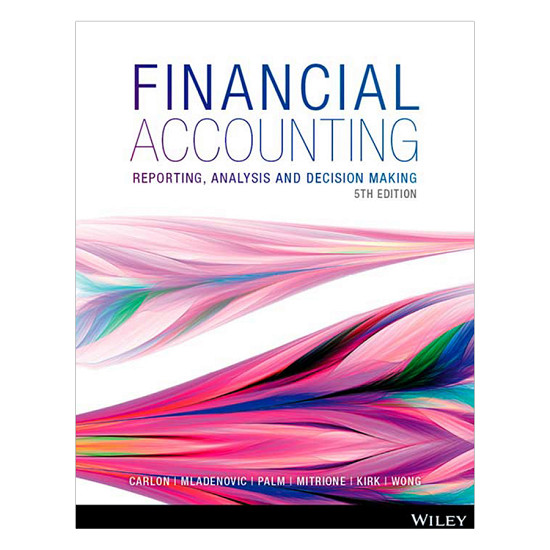 FINANCIAL
ACCOUNTING
REPORTING, ANALYSIS AND DECISION MAKING
5TH EDITION
CARLON | MLADENOVIC | PALM | MITRIONE | KIRK | WONG
WILEY